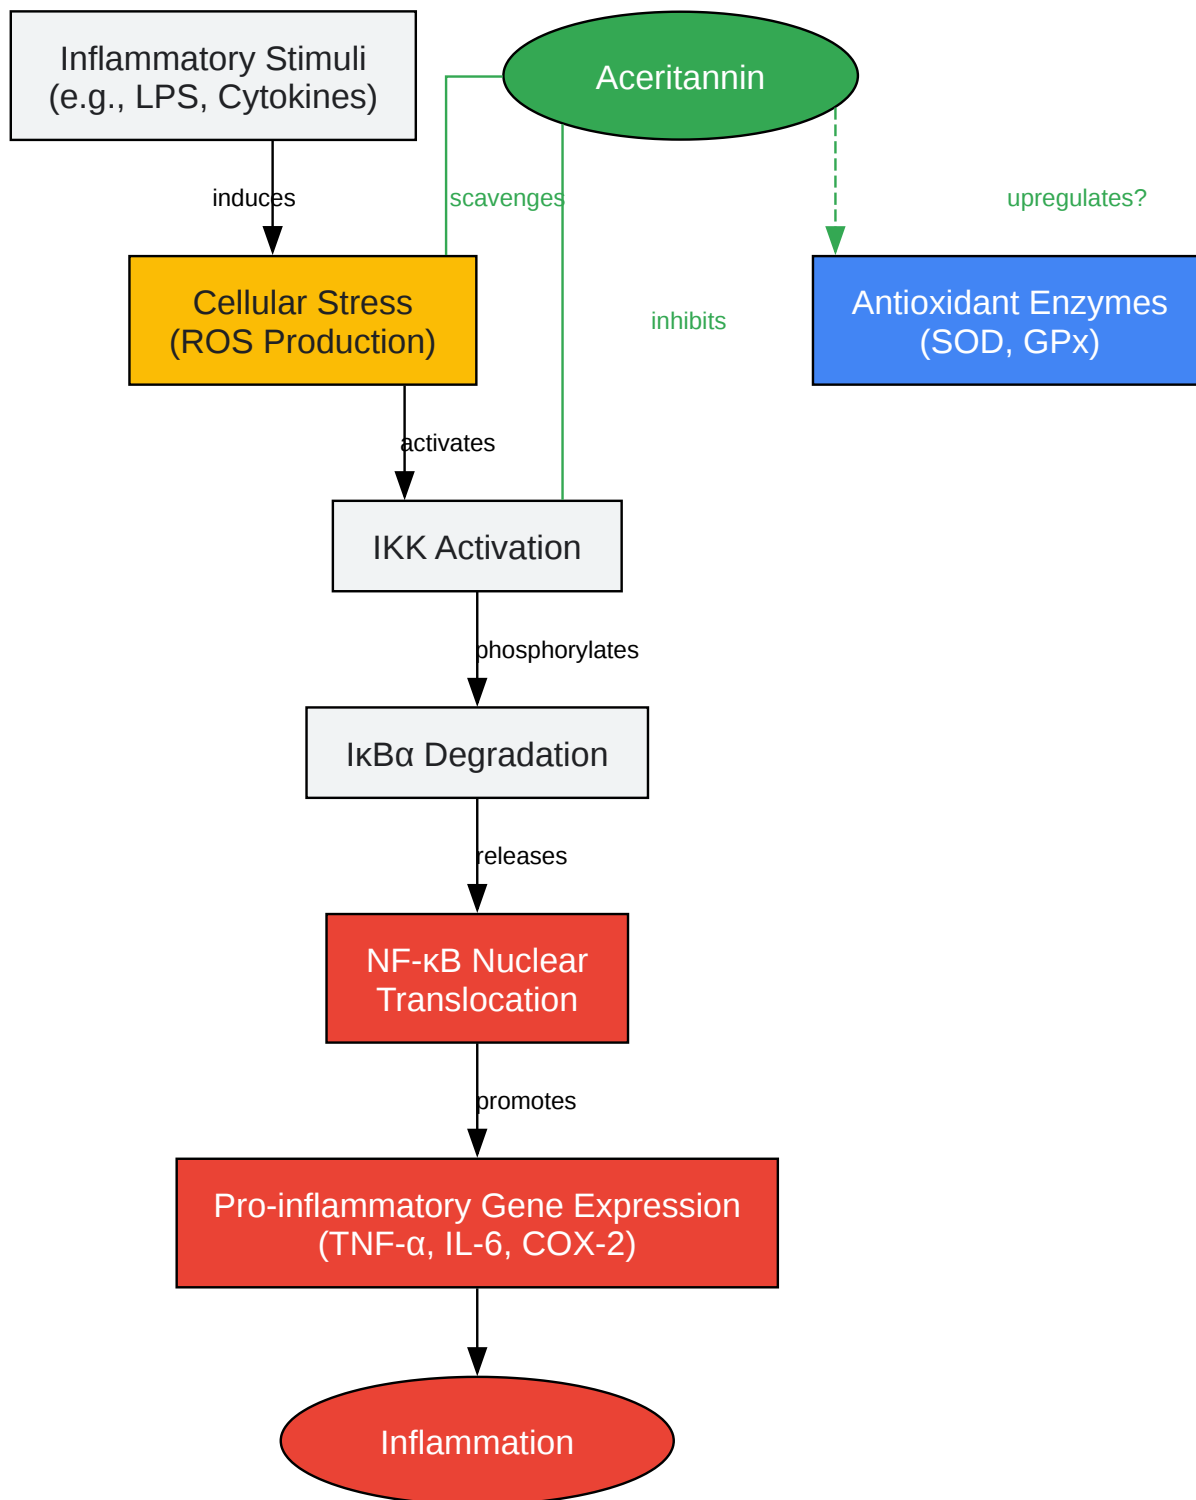 Inflammatory Stimuli
(e.g., LPS, Cytokines)
Aceritannin
induces
scavenges
upregulates?
Cellular Stress
(ROS Production)
inhibits
Antioxidant Enzymes
(SOD, GPx)
activates
IKK Activation
phosphorylates
IκBα Degradation
releases
NF-κB Nuclear
Translocation
promotes
Pro-inflammatory Gene Expression
(TNF-α, IL-6, COX-2)
Inflammation